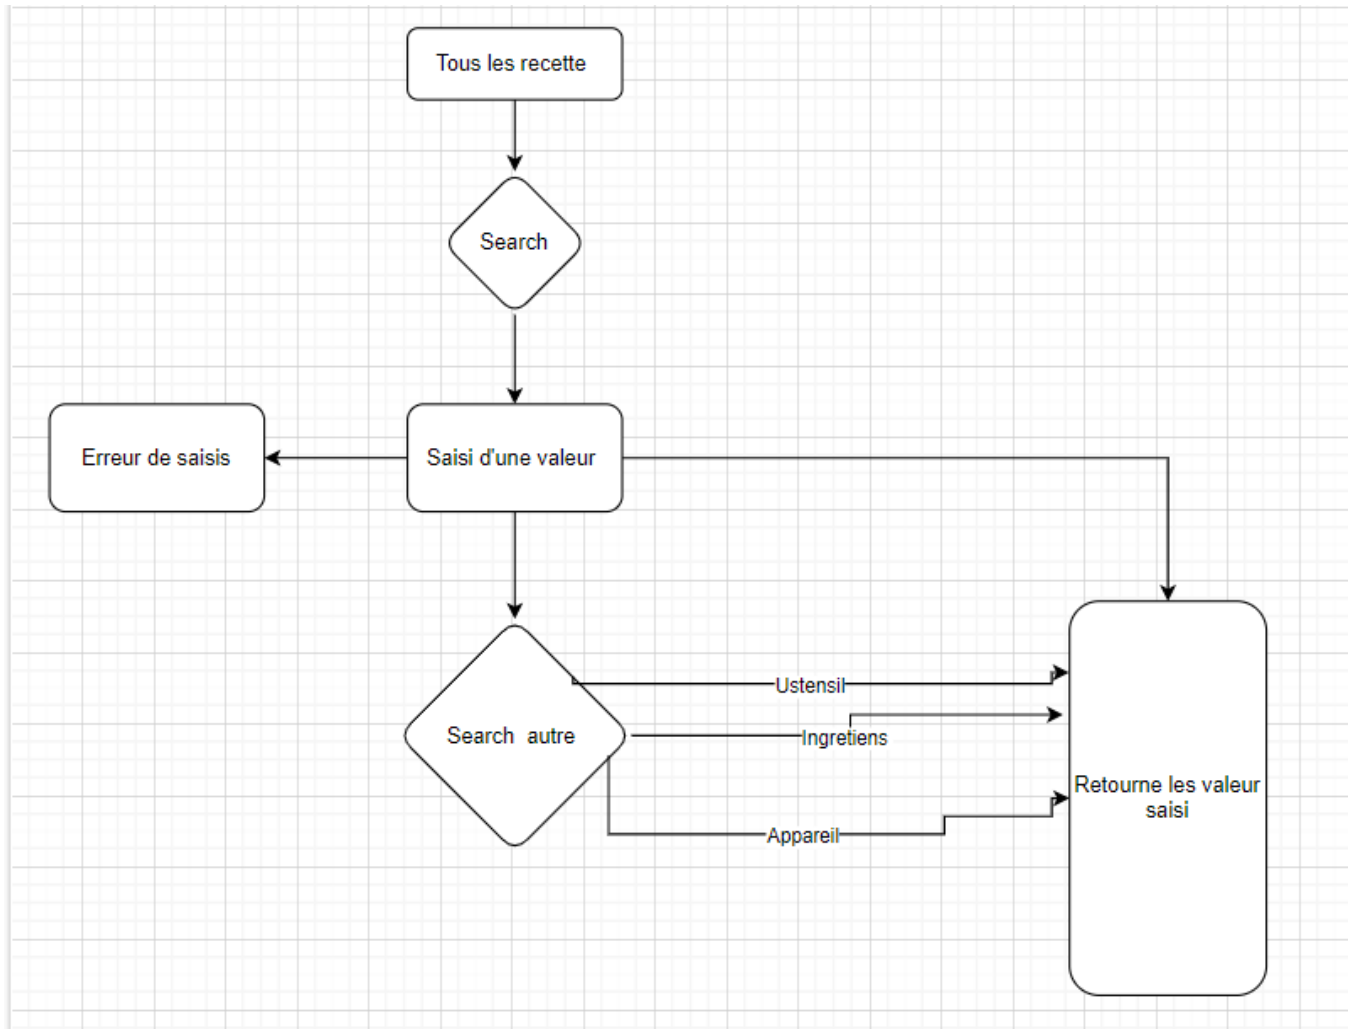 Tous les recette
Search
Erreur de saisis
Saisi d'une valeur
Search autre
Ustensil
Ingretiens
Appareil
Retourne les valeur
saisi